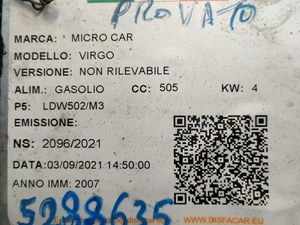 PROVATO
MARCA: MICRO CAR
MODELLO: VIRGO
VERSIONE: NON RILEVABILE
ALIM.: GASOLIO CC: 505 KW: 4
P5: LDW502/M3
EMISSIONE:
NS: 2096/2021
DATA:03/09/2021 14:50:00
ANNO IMM: 2007
5288635
WWW.DISFACAR.EU